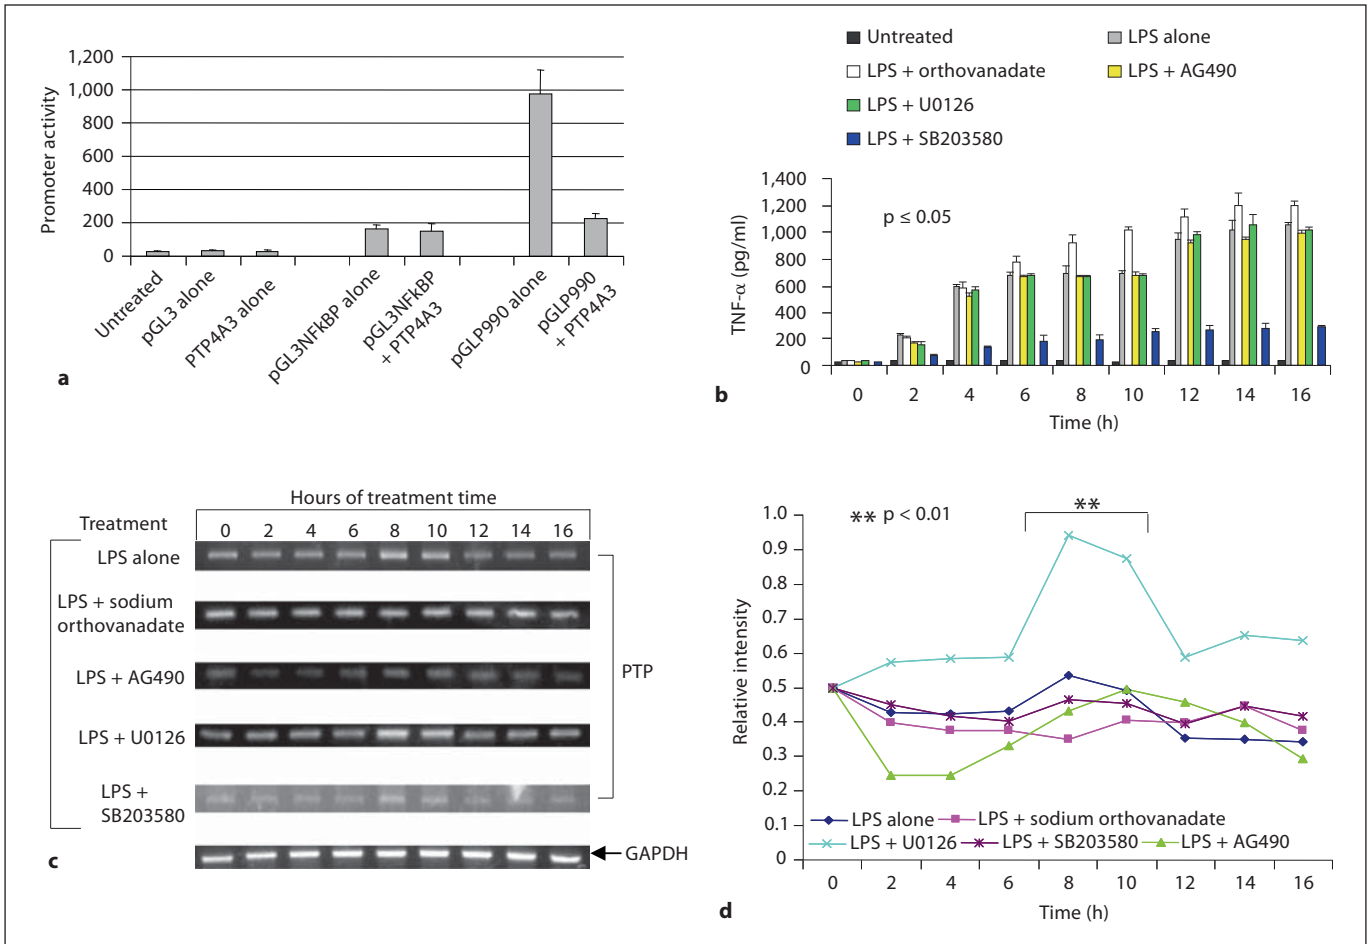 1,200
1,000
800
600
400
200
0
Promoter activity
Untreated
pGL3 alone
PTP4A3 alone
pGL3NFkBP alone
pGL3NFkBP
+ PTP4A3
pGLP990 alone
pGLP990
+ PTP4A3
a
Untreated
LPS alone
LPS + orthovanadate
LPS + AG490
LPS + U0126
LPS + SB203580
1,400
1,200
1,000
800
600
400
200
0
TNF-α (pg/ml)
p ≤ 0.05
0 2 4 6 8 10 12 14 16
Time (h)
b
Hours of treatment time
Treatment
0 2 4 6 8 10 12 14 16
LPS alone
LPS + sodium
orthovanadate
LPS + AG490
LPS + U0126
LPS +
SB203580
PTP
GAPDH
c
1.0
0.9
0.8
0.7
0.6
0.5
0.4
0.3
0.2
0.1
0
Relative intensity
** p < 0.01
**
LPS alone
LPS + sodium orthovanadate
LPS + U0126
LPS + SB203580
LPS + AG490
0 2 4 6 8 10 12 14 16
Time (h)
d